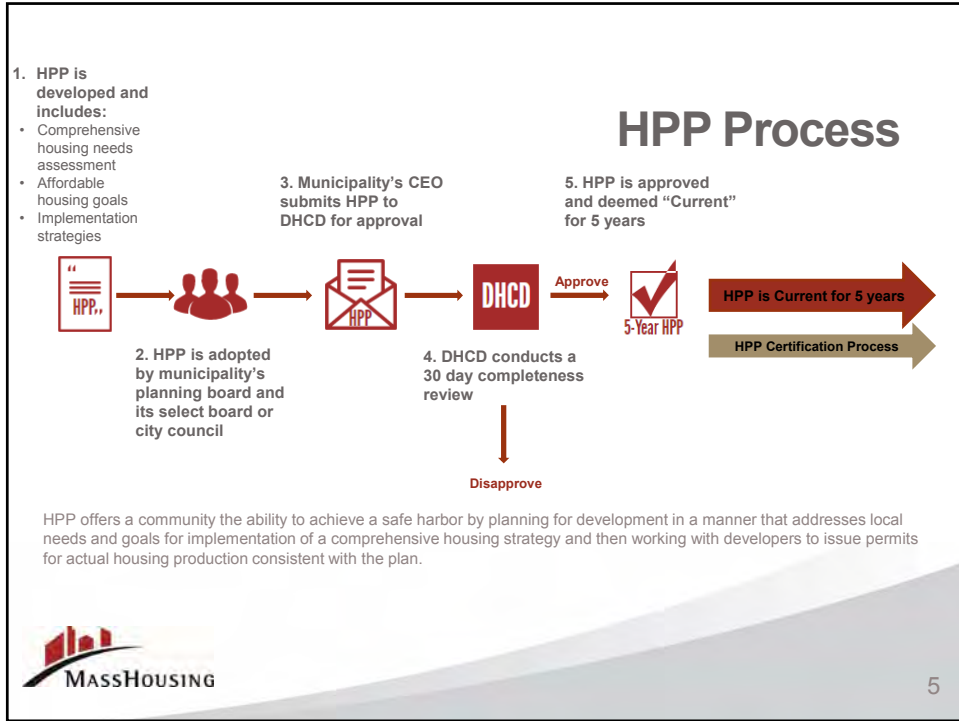 1. HPP is
developed and
includes:
• Comprehensive
housing needs
assessment
• Affordable
housing goals
• Implementation
strategies
HPP Process
3. Municipality's CEO
submits HPP to
DHCD for approval
5. HPP is approved
and deemed "Current"
for 5 years
“
HPP„
HPP
DHCD
Approve
5-Year HPP
HPP is Current for 5 years
HPP Certification Process
2. HPP is adopted
by municipality's
planning board and
its select board or
city council
4. DHCD conducts a
30 day completeness
review
Disapprove
HPP offers a community the ability to achieve a safe harbor by planning for development in a manner that addresses local
needs and goals for implementation of a comprehensive housing strategy and then working with developers to issue permits
for actual housing production consistent with the plan.
MASSHOUSING
5